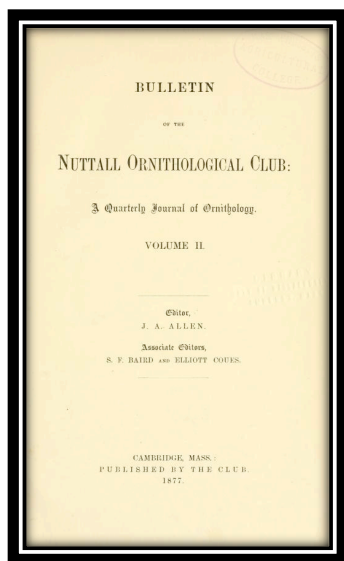 BULLETIN
OF THE
NUTTALL ORNITHOLOGICAL CLUB:
A Quarterly Journal of Ornithology.
VOLUME II.
Editor,
J. A. ALLEN.
Associate Editors,
S. F. BAIRD AND ELLIOTT COUES.
CAMBRIDGE, MASS.:
PUBLISHED BY THE CLUB.
1877.